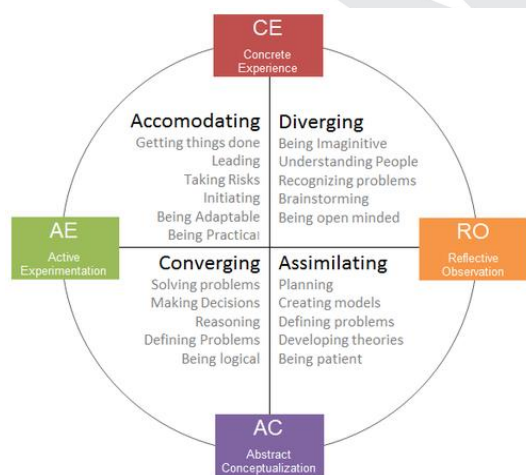 CE
Concrete
Experience
Accomodating
Getting things done
Leading
Taking Risks
Initiating
Being Adaptable
Being Practical
Diverging
Being Imaginitive
Understanding People
Recognizing problems
Brainstorming
Being open minded
AE
Active
Experimentation
RO
Reflective
Observation
Converging
Solving problems
Making Decisions
Reasoning
Defining Problems
Being logical
Assimilating
Planning
Creating models
Defining problems
Developing theories
Being patient
AC
Abstract
Conceptualization